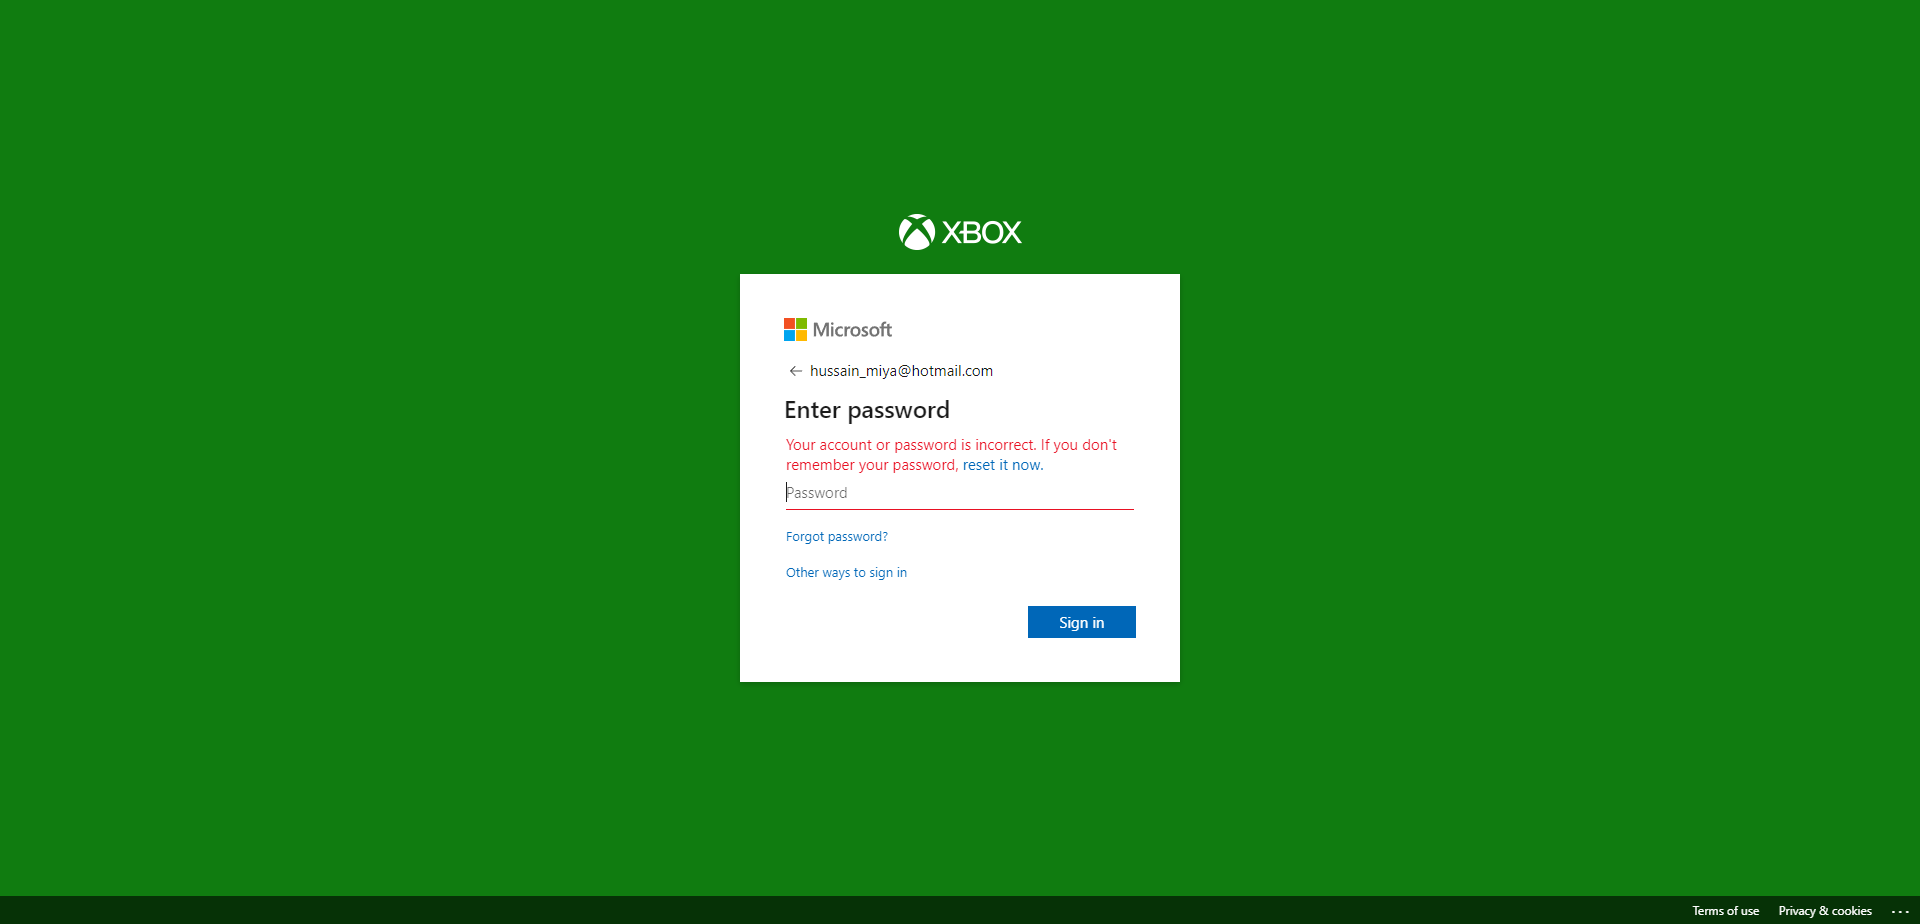 XBOX
Microsoft
hussain_miya@hotmail.com
Enter password
Your account or password is incorrect. If you don't
remember your password, reset it now.
Password
Forgot password?
Other ways to sign in
Sign in
Terms of use Privacy & cookies ...